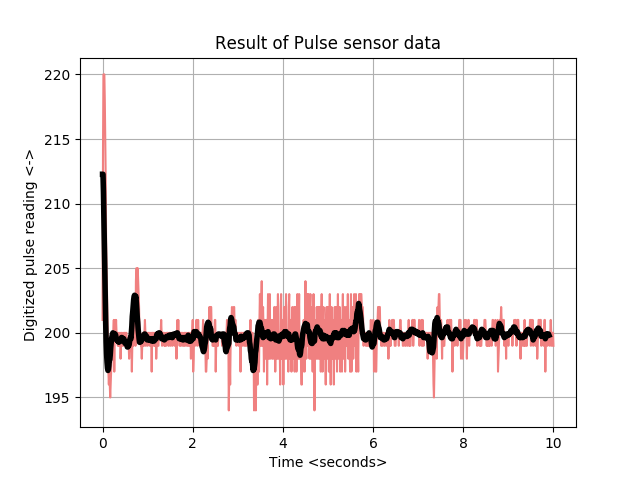 Result of Pulse sensor data
Digitized pulse reading <->
220
215
210
205
200
195
0 2 4 6 8 10
Time <seconds>